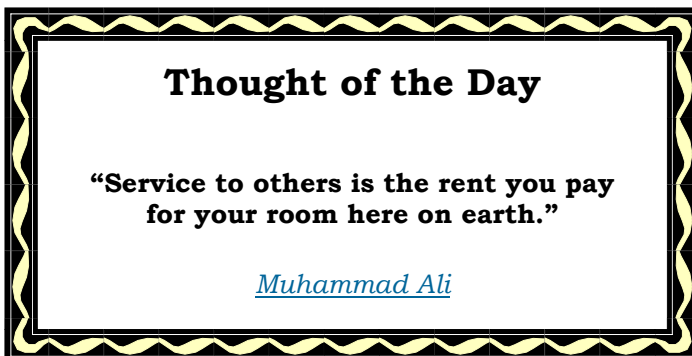 Thought of the Day
“Service to others is the rent you pay
for your room here on earth.”
Muhammad Ali